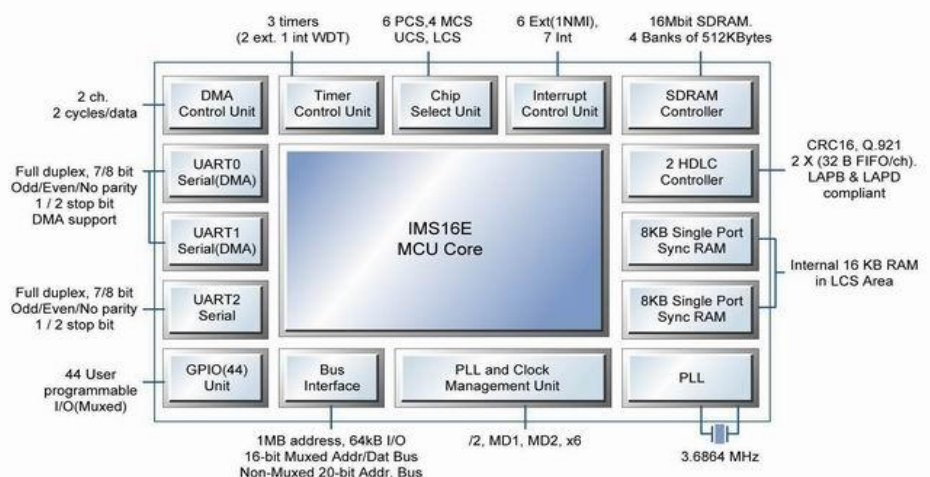 3 timers
(2 ext. 1 int WDT)
6 PCS,4 MCS
UCS, LCS
6 Ext(1NMI),
7 Int
16Mbit SDRAM.
4 Banks of 512KBytes
2 ch.
2 cycles/data
DMA
Control Unit
Timer
Control Unit
Chip
Select Unit
Interrupt
Control Unit
SDRAM
Controller
Full duplex, 7/8 bit
Odd/Even/No parity
1 / 2 stop bit
DMA support
UART0
Serial(DMA)
UART1
Serial(DMA)
IMS16E
MCU Core
2 HDLC
Controller
CRC16, Q.921
2 X (32 B FIFO/ch).
LAPB & LAPD
compliant
8KB Single Port
Sync RAM
8KB Single Port
Sync RAM
Internal 16 KB RAM
in LCS Area
Full duplex, 7/8 bit
Odd/Even/No parity
1 / 2 stop bit
UART2
Serial
44 User
programmable
I/O(Muxed)
GPIO(44)
Unit
Bus
Interface
PLL and Clock
Management Unit
PLL
1MB address, 64kB I/O
16-bit Muxed Addr/Dat Bus
Non-Muxed 20-bit Addr. Bus
/2, MD1, MD2, x6
3.6864 MHz